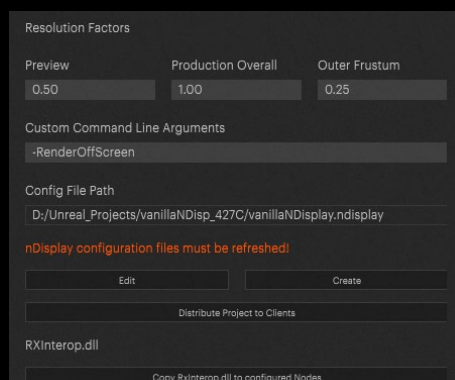 Resolution Factors
Preview Production Overall Outer Frustum
0.50 1.00 0.25
Custom Command Line Arguments
-RenderOffScreen
Config File Path
D:/Unreal_Projects/vanillaNDisp_427C/vanillaNDisplay.ndisplay
nDisplay configuration files must be refreshed!
Edit Create
Distribute Project to Clients
RXInterop.dll
Copy RxInterop.dll to configured Nodes